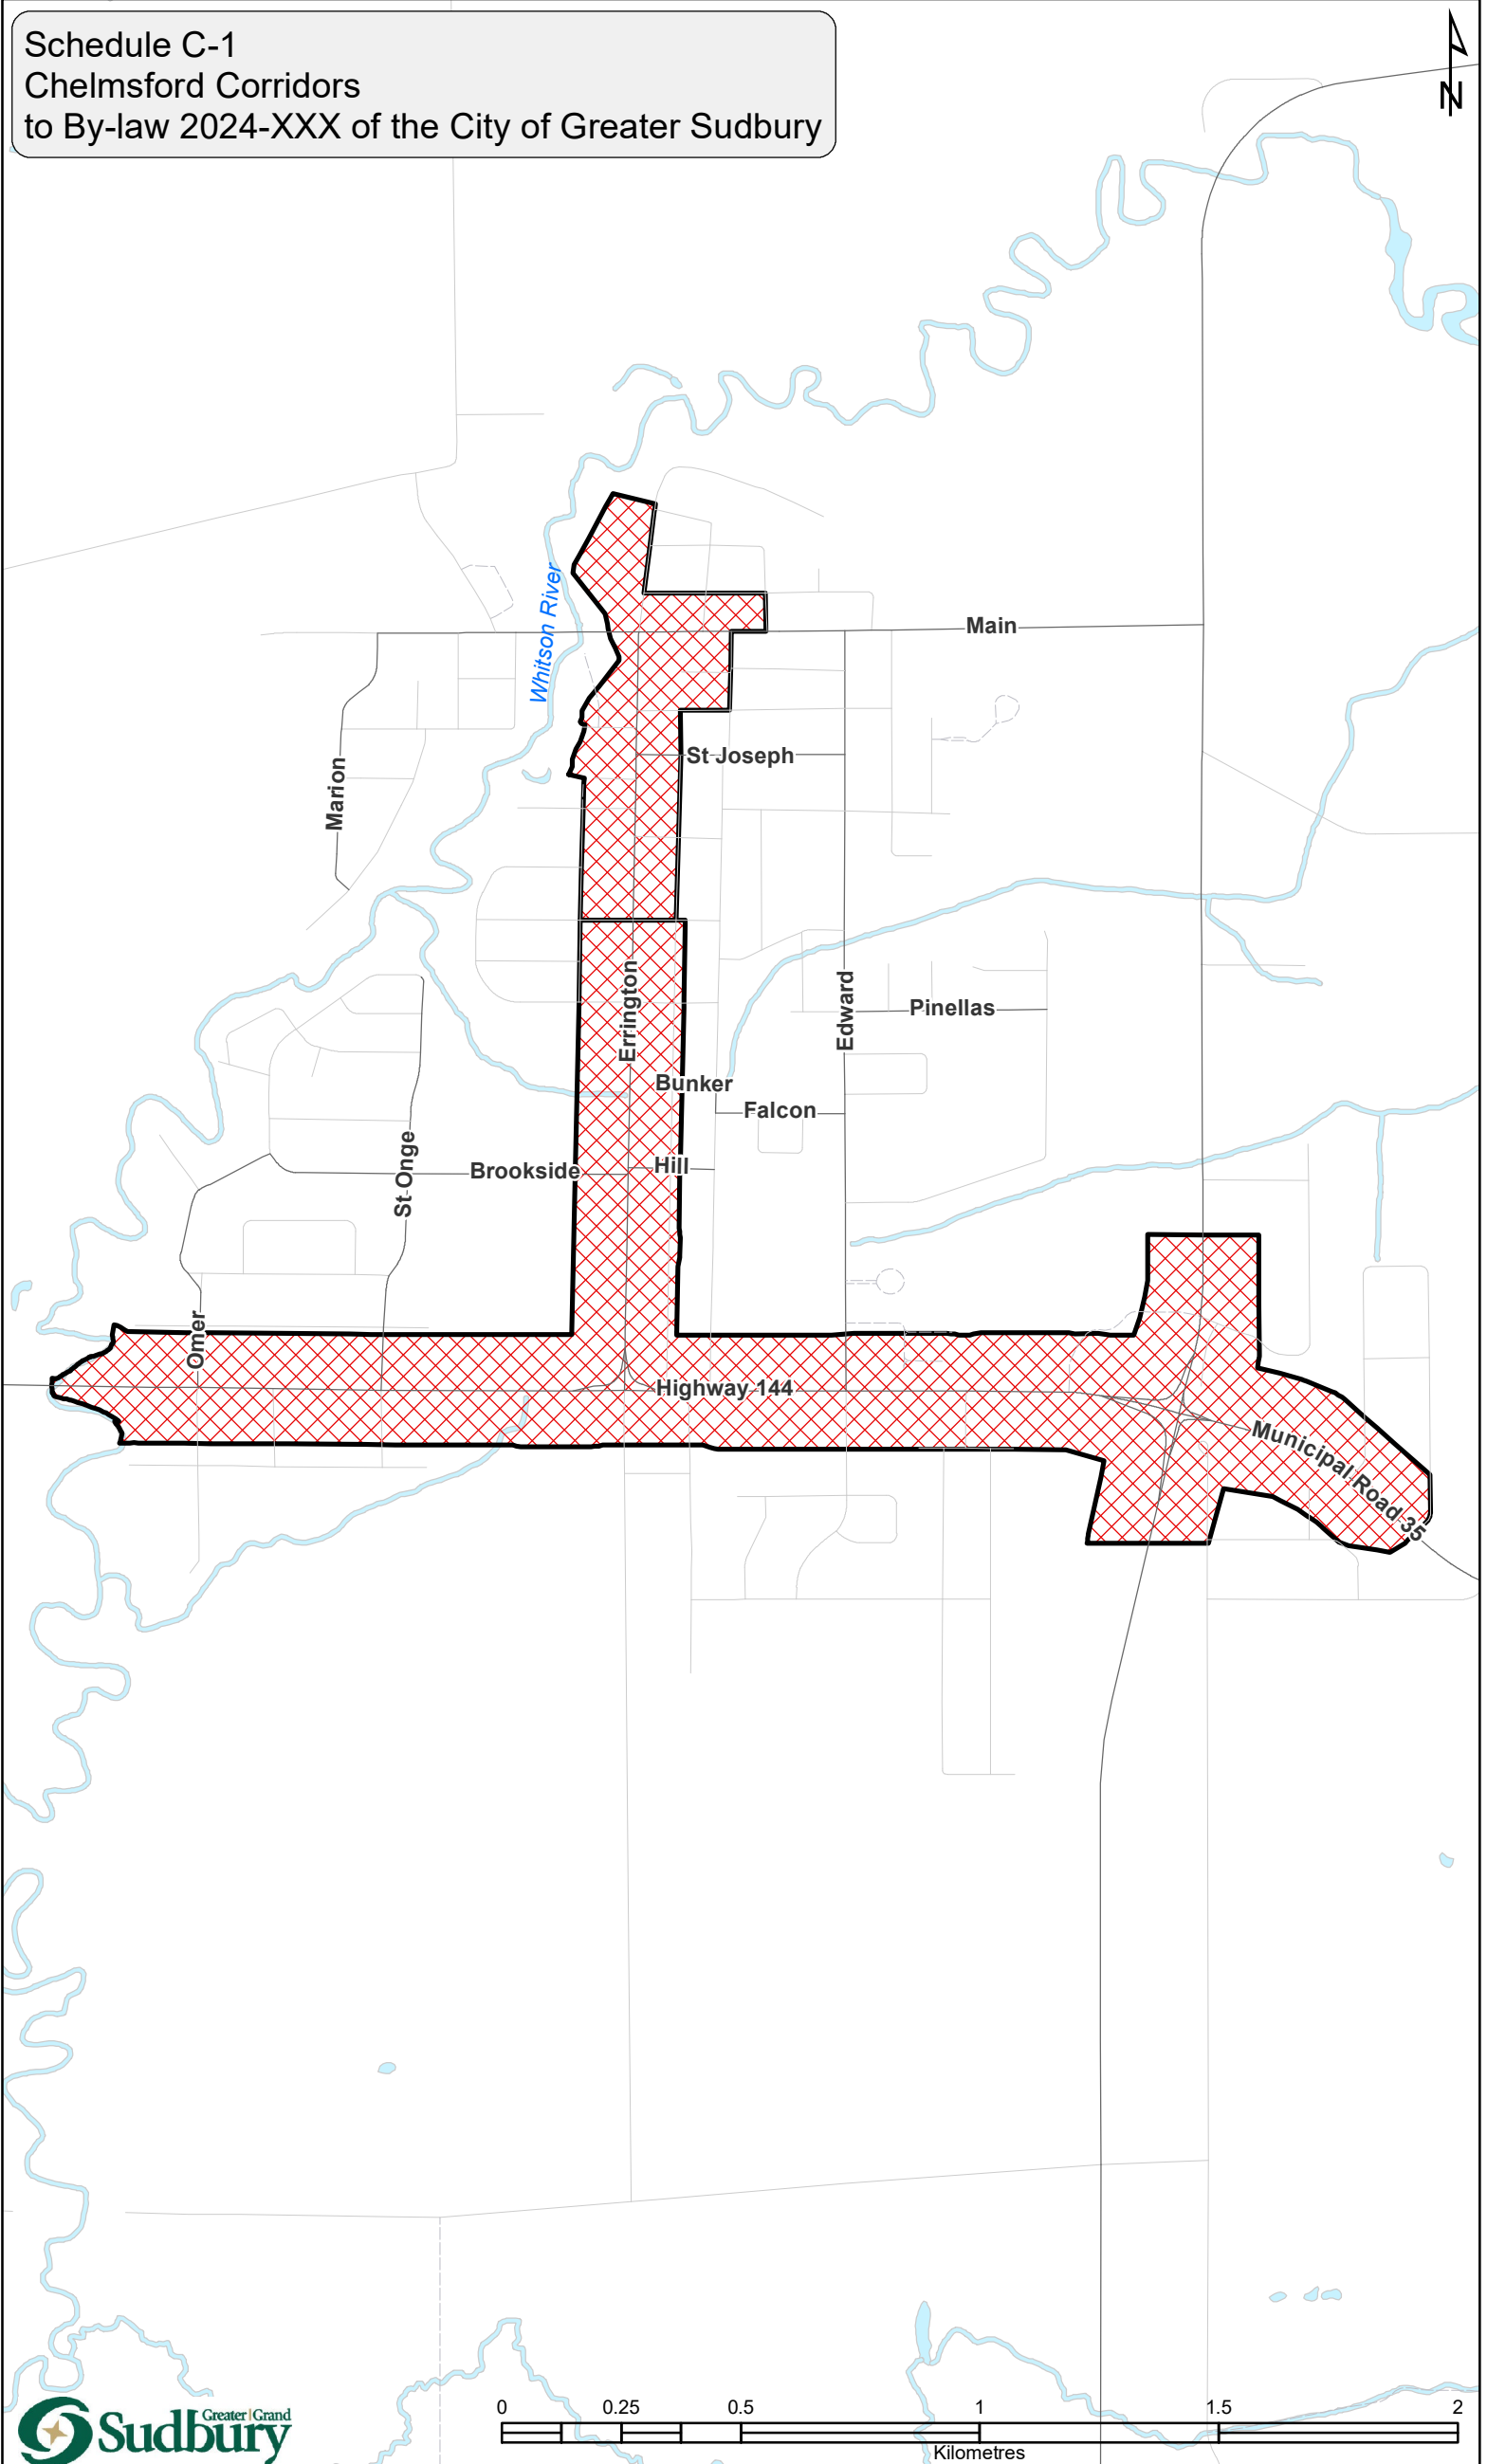 Schedule C-1
Chelmsford Corridors
to By-law 2024-XXX of the City of Greater Sudbury
N
Whitson River
Main
St Joseph
Marion
Errington
Edward
Pinellas
Bunker
Falcon
Brookside
Hill
St Onge
Omer
Highway 144
Municipal Road 35
Greater Grand
Sudbury
0 0.25 0.5 1 1.5 2
Kilometres